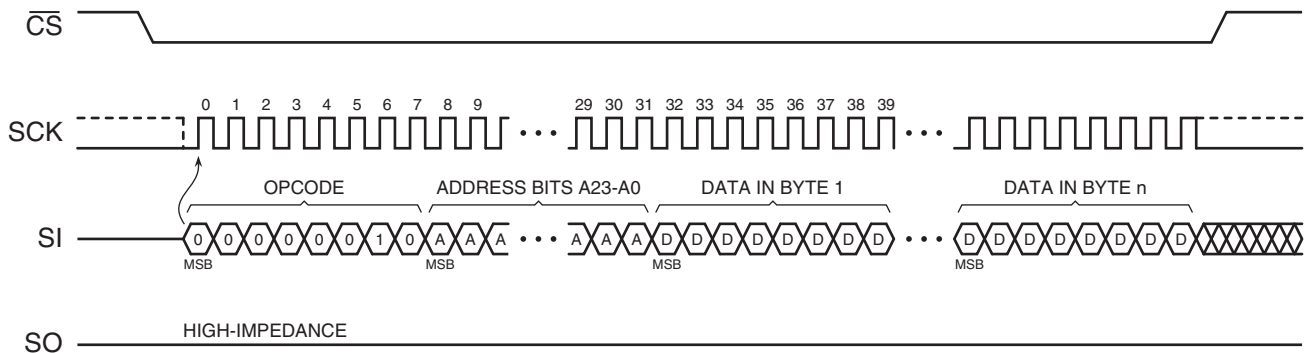 CS
0 1 2 3 4 5 6 7 8 9 29 30 31 32 33 34 35 36 37 38 39
SCK • • • • • •
OPCODE ADDRESS BITS A23-A0 DATA IN BYTE 1 DATA IN BYTE n
SI 0 0 0 0 0 0 1 0 A A A • • • A A A D D D D D D D D • • • D D D D D D D D
MSB MSB MSB MSB
HIGH-IMPEDANCE
SO